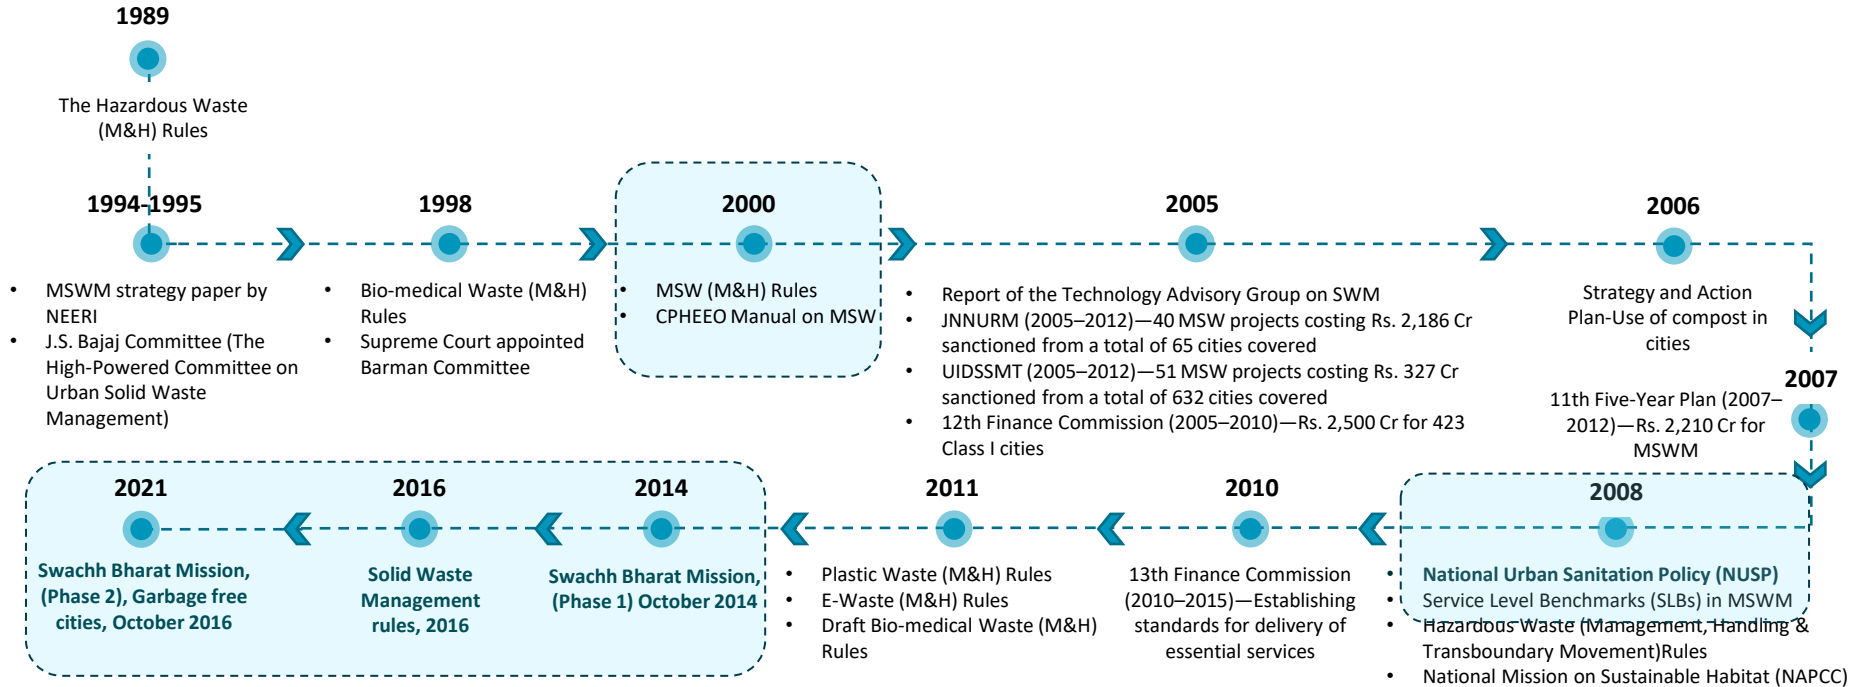 1989
The Hazardous Waste
(M&H) Rules
1994-1995
• MSWM strategy paper by
NEERI
• J.S. Bajaj Committee (The
High-Powered Committee on
Urban Solid Waste
Management)
1998
• Bio-medical Waste (M&H)
Rules
• Supreme Court appointed
Barman Committee
2000
• MSW (M&H) Rules
• CPHEEO Manual on MSW
2005
• Report of the Technology Advisory Group on SWM
• JNNURM (2005–2012)—40 MSW projects costing Rs. 2,186 Cr
sanctioned from a total of 65 cities covered
• UIDSSMT (2005–2012)—51 MSW projects costing Rs. 327 Cr
sanctioned from a total of 632 cities covered
• 12th Finance Commission (2005–2010)—Rs. 2,500 Cr for 423
Class I cities
2006
Strategy and Action
Plan-Use of compost in
cities
2007
11th Five-Year Plan (2007–
2012)—Rs. 2,210 Cr for
MSWM
2008
• National Urban Sanitation Policy (NUSP)
• Service Level Benchmarks (SLBs) in MSWM
• Hazardous Waste (Management, Handling &
Transboundary Movement)Rules
• National Mission on Sustainable Habitat (NAPCC)
2010
13th Finance Commission
(2010–2015)—Establishing
standards for delivery of
essential services
2011
• Plastic Waste (M&H) Rules
• E-Waste (M&H) Rules
• Draft Bio-medical Waste (M&H)
Rules
2014
Swachh Bharat Mission,
(Phase 1) October 2014
2016
Solid Waste
Management
rules, 2016
2021
Swachh Bharat Mission,
(Phase 2), Garbage free
cities, October 2016